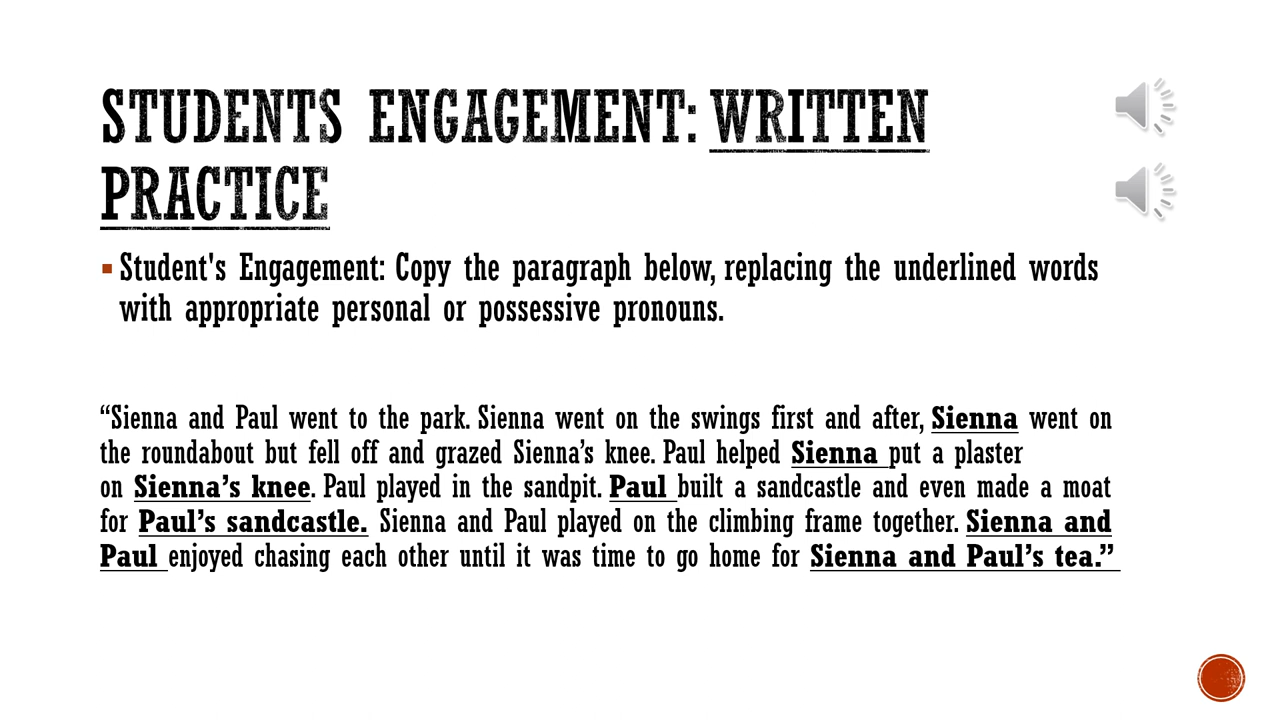 STUDENTS ENGAGEMENT: WRITTEN
PRACTICE
▪ Student's Engagement: Copy the paragraph below, replacing the underlined words
with appropriate personal or possessive pronouns.
“Sienna and Paul went to the park. Sienna went on the swings first and after, Sienna went on
the roundabout but fell off and grazed Sienna’s knee. Paul helped Sienna put a plaster
on Sienna’s knee. Paul played in the sandpit. Paul built a sandcastle and even made a moat
for Paul’s sandcastle. Sienna and Paul played on the climbing frame together. Sienna and
Paul enjoyed chasing each other until it was time to go home for Sienna and Paul’s tea.”